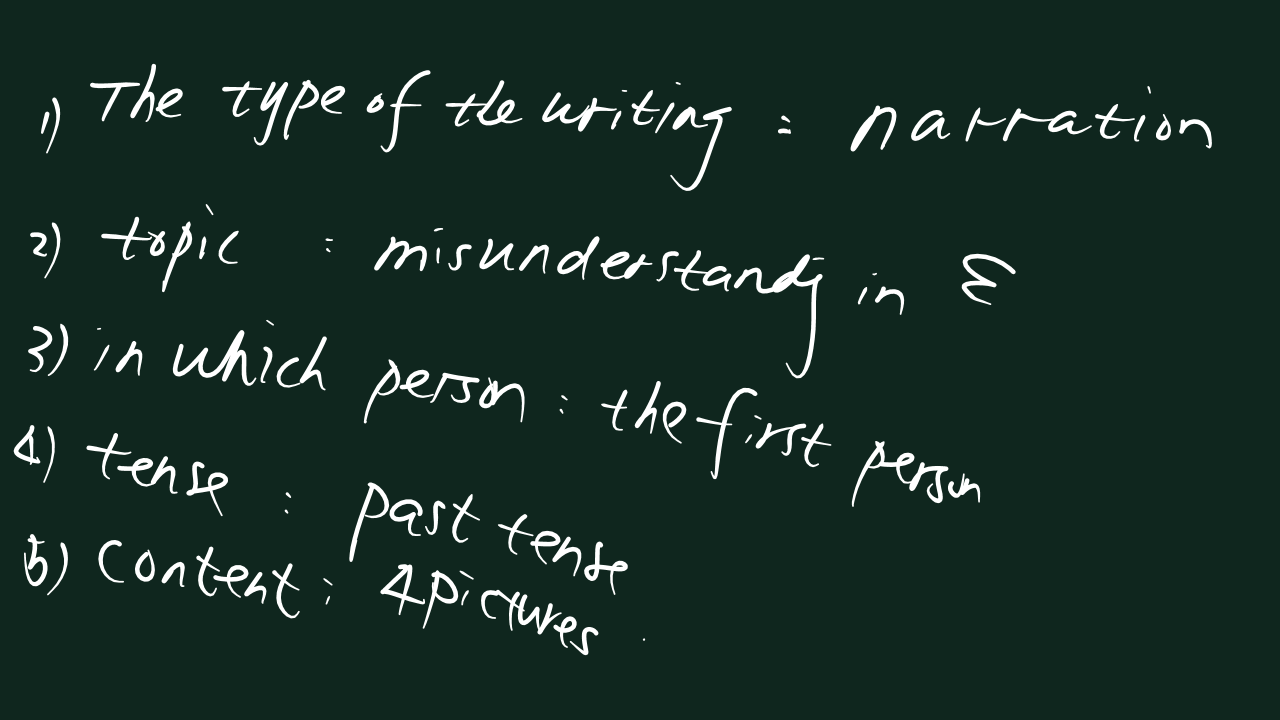 1) The type of the writing : narration
2) topic : misunderstandg in E
3) in which person : the first person
4) tense : past tense
5) Content : 4 pictures